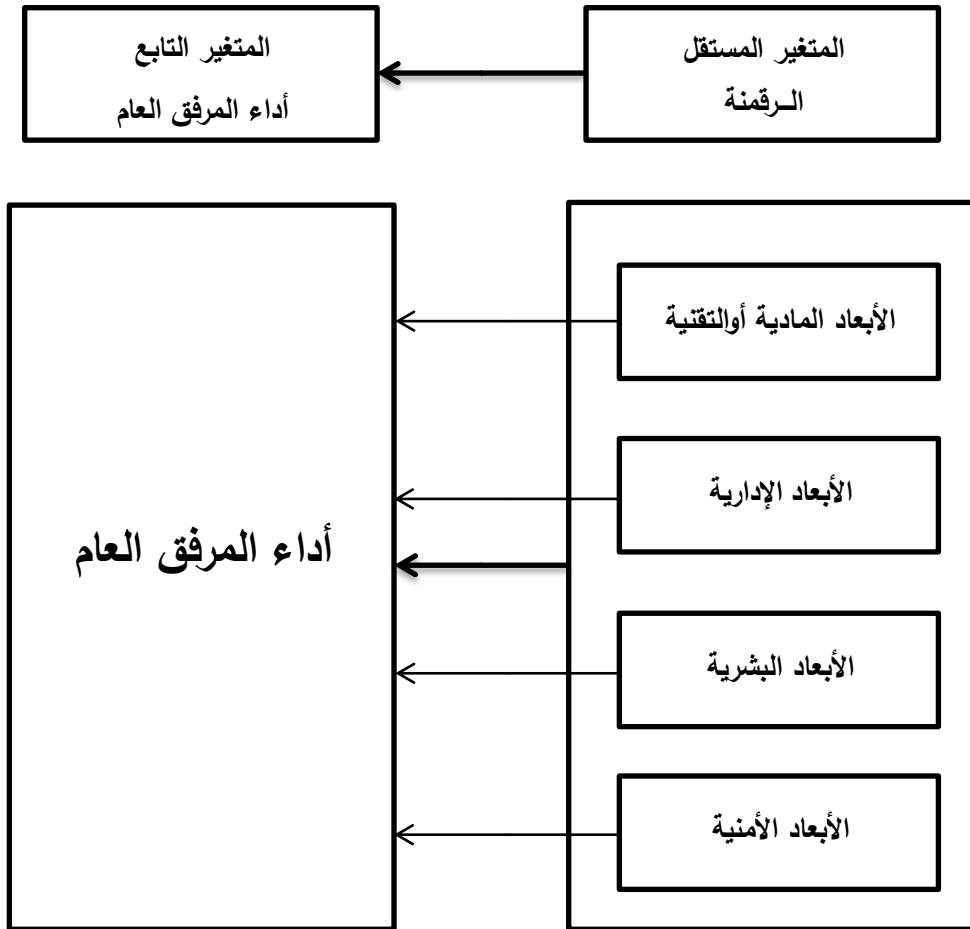 المتغير المستقل
الـرقمنة
المتغير التابع
أداء المرفق العام
الأبعاد المادية أوالتقنية
الأبعاد الإدارية
الأبعاد البشرية
الأبعاد الأمنية
أداء المرفق العام